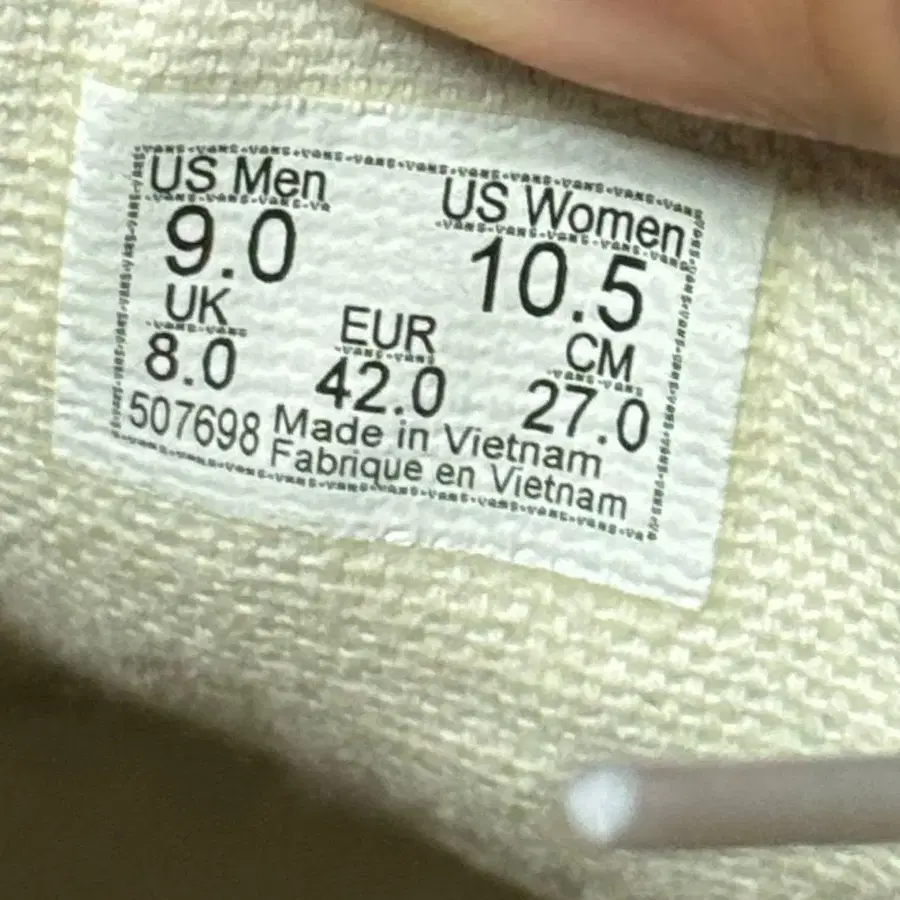 US Men US Women
9.0 10.5
UK EUR CM
8.0 42.0 27.0
507698 Made in Vietnam
Fabrique en Vietnam